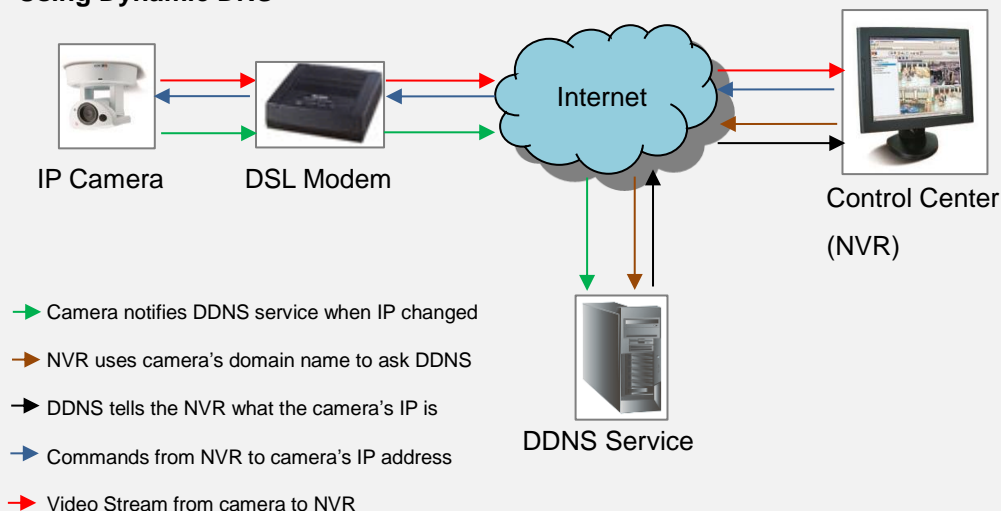 Using Dynamic DNS
Internet
IP Camera
DSL Modem
Control Center
(NVR)
Camera notifies DDNS service when IP changed
NVR uses camera’s domain name to ask DDNS
DDNS tells the NVR what the camera’s IP is
Commands from NVR to camera’s IP address
Video Stream from camera to NVR
DDNS Service